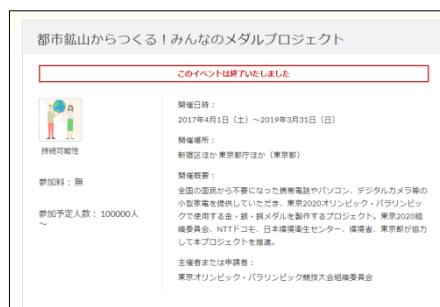 都市鉱山からつくる！みんなのメダルプロジェクト
このイベントは終了いたしました
持続可能性
参加料： 無
参加予定人数： 100000人
～
開催日時：
2017年4月1日（土）～2019年3月31日（日）
開催場所：
新宿区ほか 東京都庁ほか（東京都）
開催概要：
全国の国民から不要になった携帯電話やパソコン、デジタルカメラ等の
小型家電を提供していただき、東京2020オリンピック・パラリンピッ
クで使用する金・銀・銅メダルを製作するプロジェクト。東京2020組
織委員会、NTTドコモ、日本環境衛生センター、環境省、東京都が協力
して本プロジェクトを推進。
主催者または申請者：
東京オリンピック・パラリンピック競技大会組織委員会